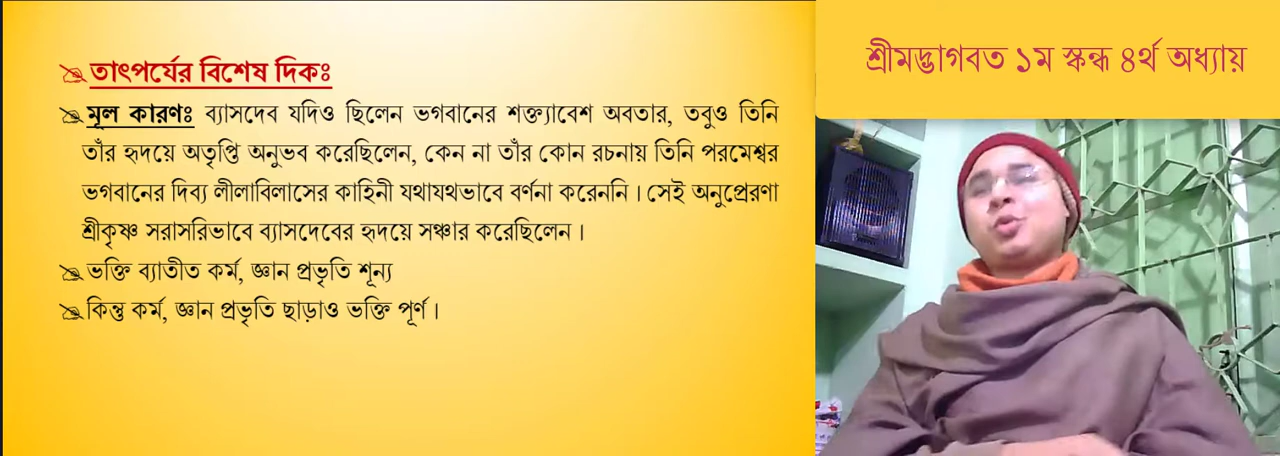 তাৎপর্যের বিশেষ দিকঃ
মূল কারণঃ ব্যাসদেব যদিও ছিলেন ভগবানের শক্ত্যাবেশ অবতার, তবুও তিনি
তাঁর হৃদয়ে অতৃপ্তি অনুভব করেছিলেন, কেন না তাঁর কোন রচনায় তিনি পরমেশ্বর
ভগবানের দিব্য লীলাবিলাসের কাহিনী যথাযথভাবে বর্ণনা করেননি। সেই অনুপ্রেরণা
শ্রীকৃষ্ণ সরাসরিভাবে ব্যাসদেবের হৃদয়ে সঞ্চার করেছিলেন।
ভক্তি ব্যাতীত কর্ম, জ্ঞান প্রভৃতি শূন্য
কিন্তু কর্ম, জ্ঞান প্রভৃতি ছাড়াও ভক্তি পূর্ণ।
শ্রীমদ্ভাগবত ১ম স্কন্ধ ৪র্থ অধ্যায়